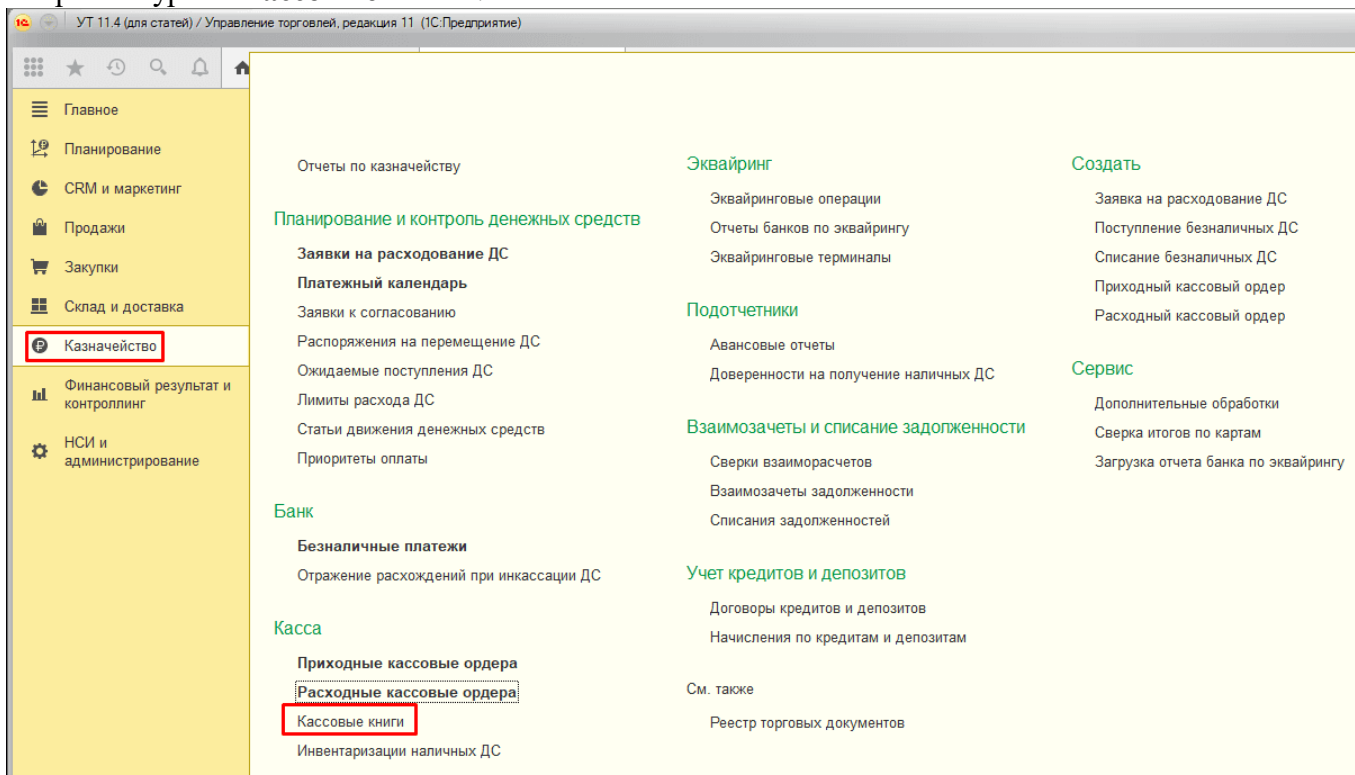 УТ 11.4 (для статей) / Управление торговлей, редакция 11 (1С:Предприятие)
Главное
Планирование
CRM и маркетинг
Продажи
Закупки
Склад и доставка
Казначейство
Финансовый результат и
контроллинг
НСИ и
администрирование
Отчеты по казначейству
Планирование и контроль денежных средств
Заявки на расходование ДС
Платежный календарь
Заявки к согласованию
Распоряжения на перемещение ДС
Ожидаемые поступления ДС
Лимиты расхода ДС
Статьи движения денежных средств
Приоритеты оплаты
Банк
Безналичные платежи
Отражение расхождений при инкассации ДС
Касса
Приходные кассовые ордера
Расходные кассовые ордера
Кассовые книги
Инвентаризации наличных ДС
Эквайринг
Эквайринговые операции
Отчеты банков по эквайрингу
Эквайринговые терминалы
Подотчетники
Авансовые отчеты
Доверенности на получение наличных ДС
Взаимозачеты и списание задолженности
Сверки взаиморасчетов
Взаимозачеты задолженности
Списания задолженностей
Учет кредитов и депозитов
Договоры кредитов и депозитов
Начисления по кредитам и депозитам
См. также
Реестр торговых документов
Создать
Заявка на расходование ДС
Поступление безналичных ДС
Списание безналичных ДС
Приходный кассовый ордер
Расходный кассовый ордер
Сервис
Дополнительные обработки
Сверка итогов по картам
Загрузка отчета банка по эквайрингу